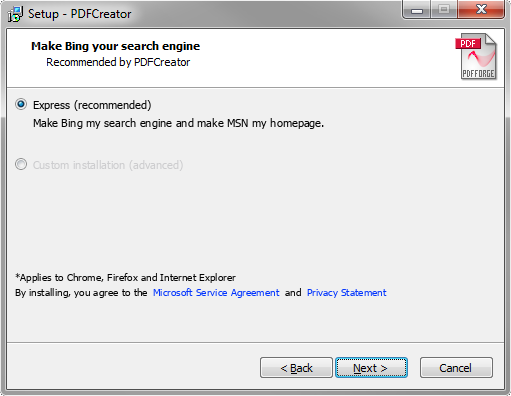 Setup - PDFCreator
Make Bing your search engine
Recommended by PDFCreator
PDF
PDFFORGE
Express (recommended)
Make Bing my search engine and make MSN my homepage.
Custom installation (advanced)
*Applies to Chrome, Firefox and Internet Explorer
By installing, you agree to the Microsoft Service Agreement and Privacy Statement
< Back Next > Cancel